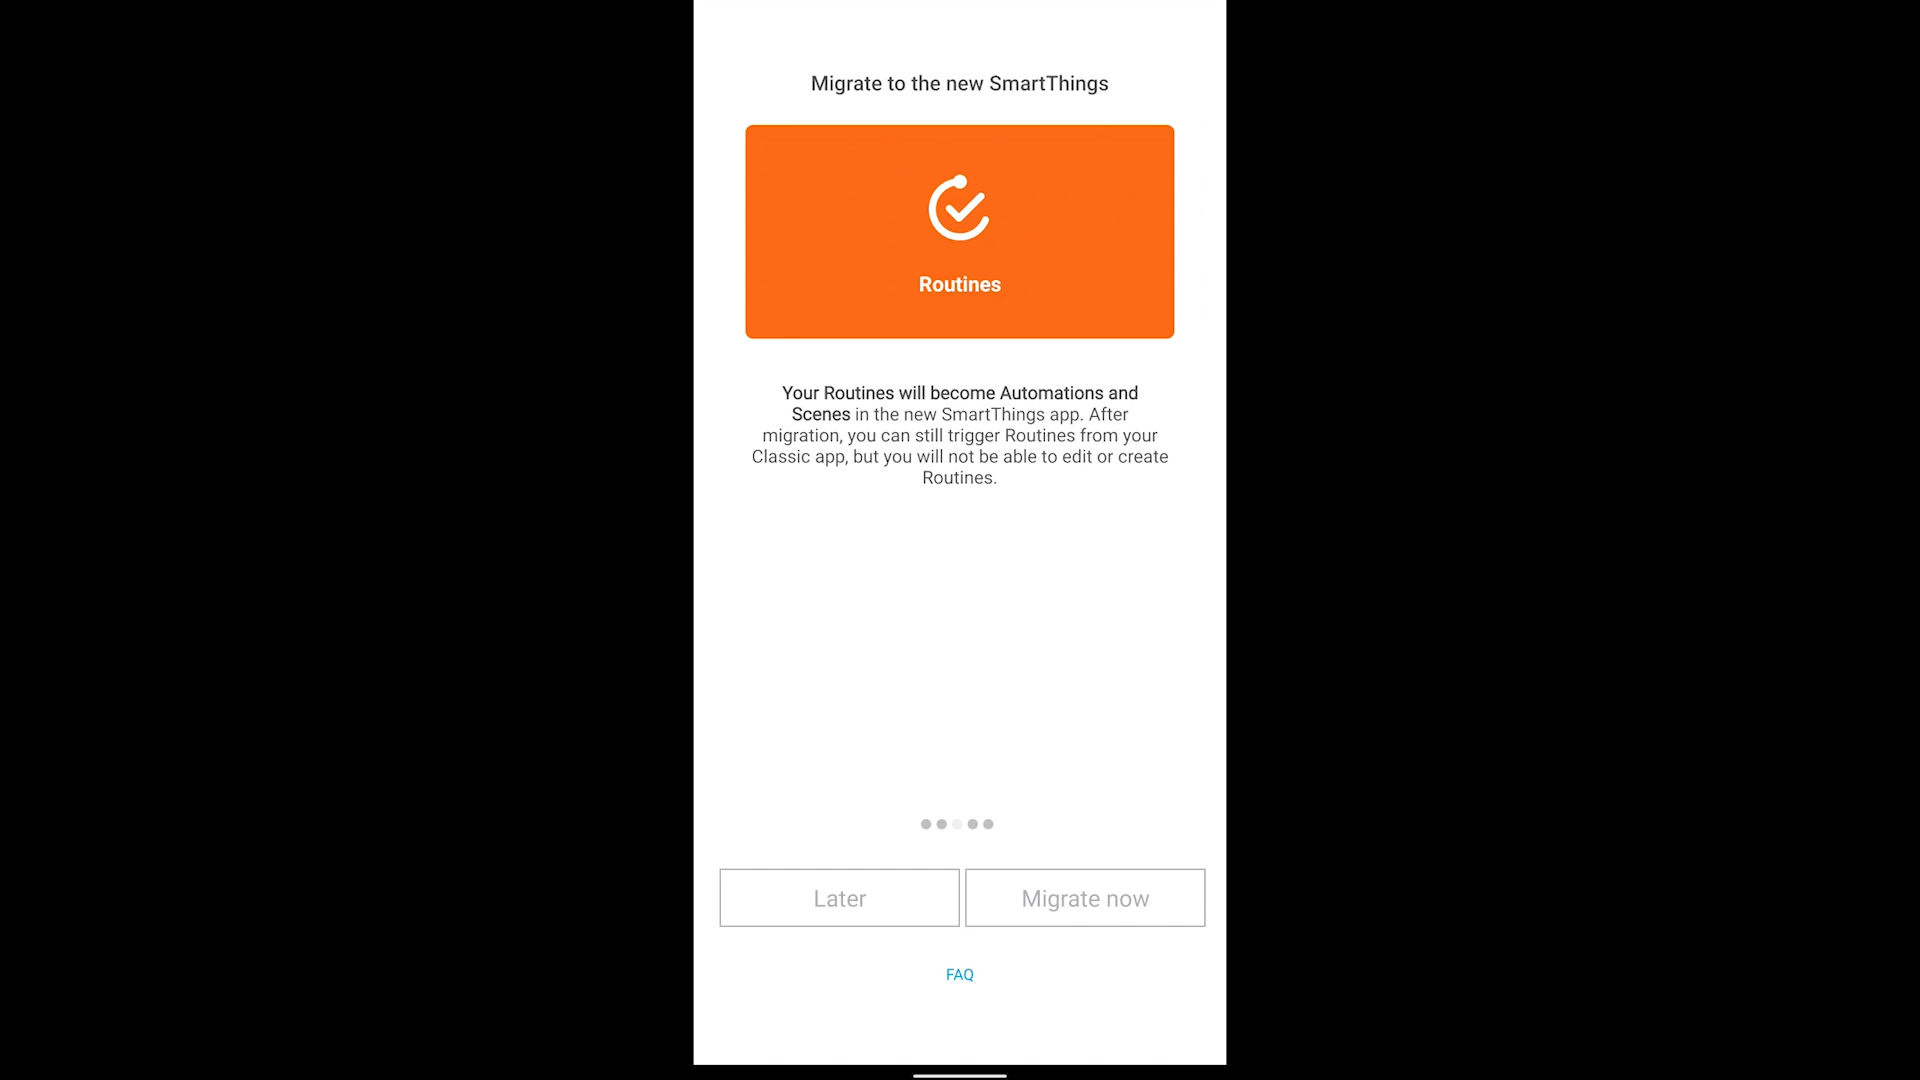 Migrate to the new SmartThings
Routines
Your Routines will become Automations and
Scenes in the new SmartThings app. After
migration, you can still trigger Routines from your
Classic app, but you will not be able to edit or create
Routines.
Later
Migrate now
FAQ